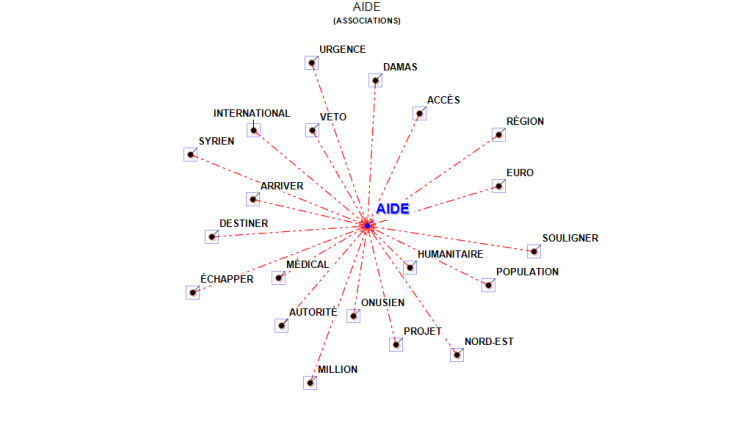 AIDE
(ASSOCIATIONS)
URGENCE
DAMAS
ACCÈS
INTERNATIONAL
VETO
RÉGION
SYRIEN
EURO
ARRIVER
AIDE
DESTINER
SOULIGNER
HUMANITAIRE
MÉDICAL
POPULATION
ÉCHAPPER
ONUSIEN
AUTORITÉ
PROJET
NORD-EST
MILLION